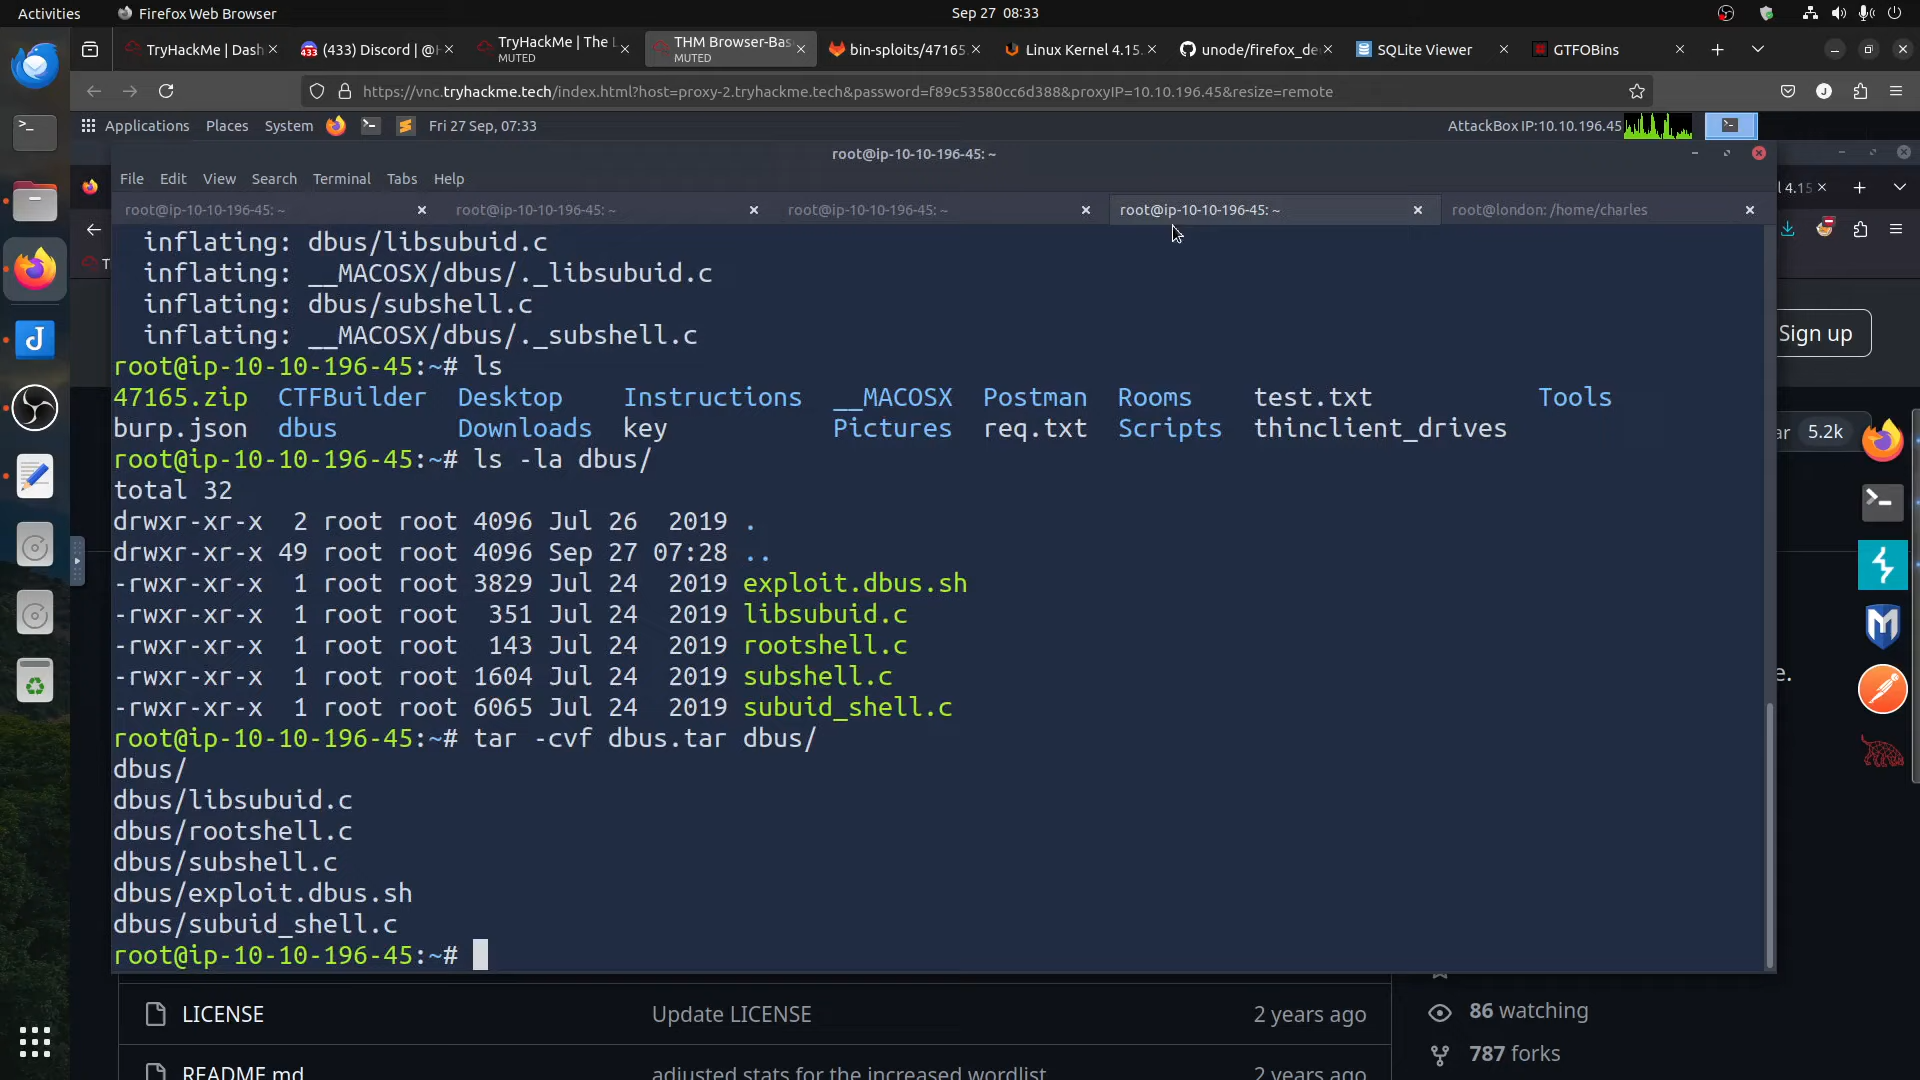 Activities Firefox Web Browser Sep 27 08:33
TryHackMe | Dash (433) Discord | @H TryHackMe | The L MUTED THM Browser-Bas MUTED bin-sploits/47165. Linux Kernel 4.15. unode/firefox_de SQLite Viewer GTFOBins
https://vnc.tryhackme.tech/index.html?host=proxy-2.tryhackme.tech&password=f89c53580cc6d388&proxyIP=10.10.196.45&resize=remote
Applications Places System Fri 27 Sep, 07:33 AttackBox IP:10.10.196.45
root@ip-10-10-196-45: ~
File Edit View Search Terminal Tabs Help
root@ip-10-10-196-45: ~ root@ip-10-10-196-45: ~ root@ip-10-10-196-45: ~ root@ip-10-10-196-45: ~ root@london: /home/charles
inflating: dbus/libsubuid.c
inflating: __MACOSX/dbus/._libsubuid.c
inflating: dbus/subshell.c
inflating: __MACOSX/dbus/._subshell.c
root@ip-10-10-196-45:~# ls
47165.zip CTFBuilder Desktop Instructions __MACOSX Postman Rooms test.txt Tools
burp.json dbus Downloads key Pictures req.txt Scripts thinclient_drives
root@ip-10-10-196-45:~# ls -la dbus/
total 32
drwxr-xr-x 2 root root 4096 Jul 26 2019 .
drwxr-xr-x 49 root root 4096 Sep 27 07:28 ..
-rwxr-xr-x 1 root root 3829 Jul 24 2019 exploit.dbus.sh
-rwxr-xr-x 1 root root 351 Jul 24 2019 libsubuid.c
-rwxr-xr-x 1 root root 143 Jul 24 2019 rootshell.c
-rwxr-xr-x 1 root root 1604 Jul 24 2019 subshell.c
-rwxr-xr-x 1 root root 6065 Jul 24 2019 subuid_shell.c
root@ip-10-10-196-45:~# tar -cvf dbus.tar dbus/
dbus/
dbus/libsubuid.c
dbus/rootshell.c
dbus/subshell.c
dbus/exploit.dbus.sh
dbus/subuid_shell.c
root@ip-10-10-196-45:~#
4.15
Sign up
ar 5.2k
e.
LICENSE Update LICENSE 2 years ago
86 watching
787 forks
README.md adjusted stats for the increased wordlist 2 years ago